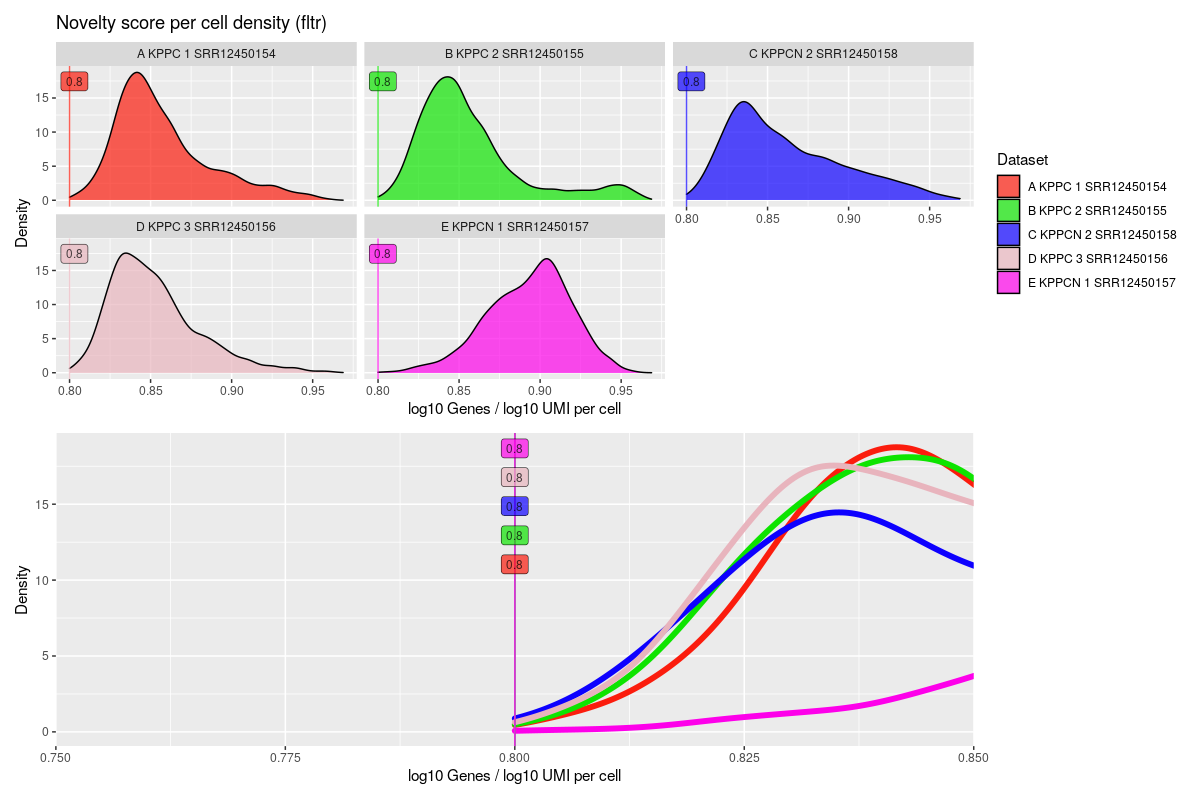 Novelty score per cell density (fltr)
A KPPC 1 SRR12450154
B KPPC 2 SRR12450155
C KPPCN 2 SRR12450158
0.8
0.8
0.8
15
10
5
0
0.80 0.85 0.90 0.95
D KPPC 3 SRR12450156
E KPPCN 1 SRR12450157
0.8
0.8
15
10
5
0
0.80 0.85 0.90 0.95
0.80 0.85 0.90 0.95
Density
log10 Genes / log10 UMI per cell
Dataset
A KPPC 1 SRR12450154
B KPPC 2 SRR12450155
C KPPCN 2 SRR12450158
D KPPC 3 SRR12450156
E KPPCN 1 SRR12450157
0.8
0.8
0.8
0.8
0.8
15
10
5
0
Density
0.750 0.775 0.800 0.825 0.850
log10 Genes / log10 UMI per cell